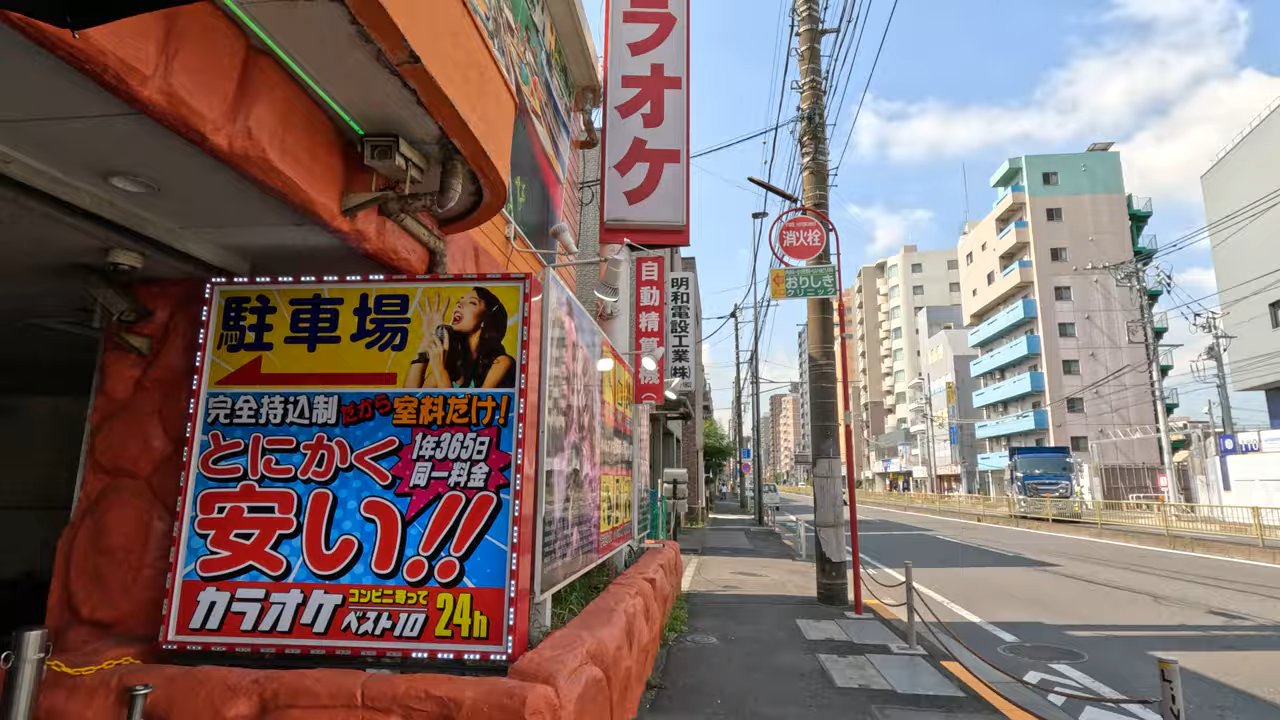 駐車場
完全持込制だから室料だけ!
とにかく
1年365日
同一料金
安い!!
カラオケ
コンビニ寄って
ベスト10
24h
ラオケ
自動精算機
明和電設工業㈱
消火栓
おりしき
クリニック